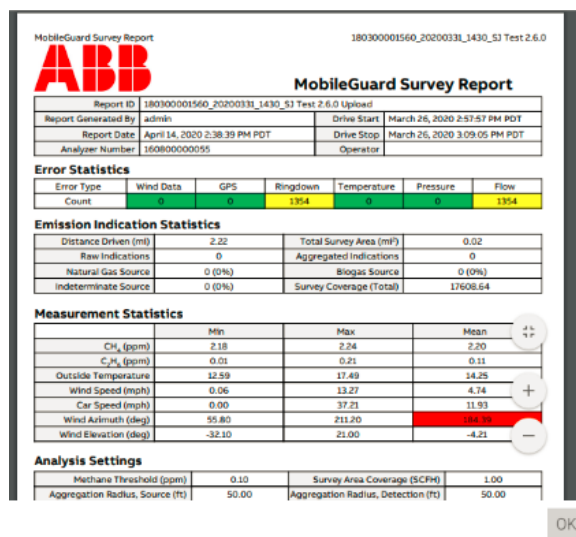 MobileGuard Survey Report 180300001560_20200331_1430_SJ Test 2.6.0
ABB
MobileGuard Survey Report
Report ID 180300001560_20200331_1430_SJ Test 2.6.0 Upload
Report Generated By admin Drive Start March 26, 2020 2:57:57 PM PDT
Report Date April 14, 2020 2:38:39 PM PDT Drive Stop March 26, 2020 3:09:05 PM PDT
Analyzer Number 160800000055 Operator
Error Statistics
Error Type Wind Data GPS Ringdown Temperature Pressure Flow
Count 0 0 1354 0 0 1354
Emission Indication Statistics
Distance Driven (mi) 2.22 Total Survey Area (mi²) 0.02
Raw Indications 0 Aggregated Indications 0
Natural Gas Source 0 (0%) Biogas Source 0 (0%)
Indeterminate Source 0 (0%) Survey Coverage (Total) 17608.64
Measurement Statistics
Min Max Mean
CH₄ (ppm) 2.18 2.24 2.20
C₂H₆ (ppm) 0.01 0.21 0.11
Outside Temperature 12.59 17.49 14.25
Wind Speed (mph) 0.06 13.27 4.74
Car Speed (mph) 0.00 37.21 11.93
Wind Azimuth (deg) 55.80 211.20 184.39
Wind Elevation (deg) -32.10 21.00 -4.21
Analysis Settings
Methane Threshold (ppm) 0.10 Survey Area Coverage (SCFH) 1.00
Aggregation Radius, Source (ft) 50.00 Aggregation Radius, Detection (ft) 50.00
OK